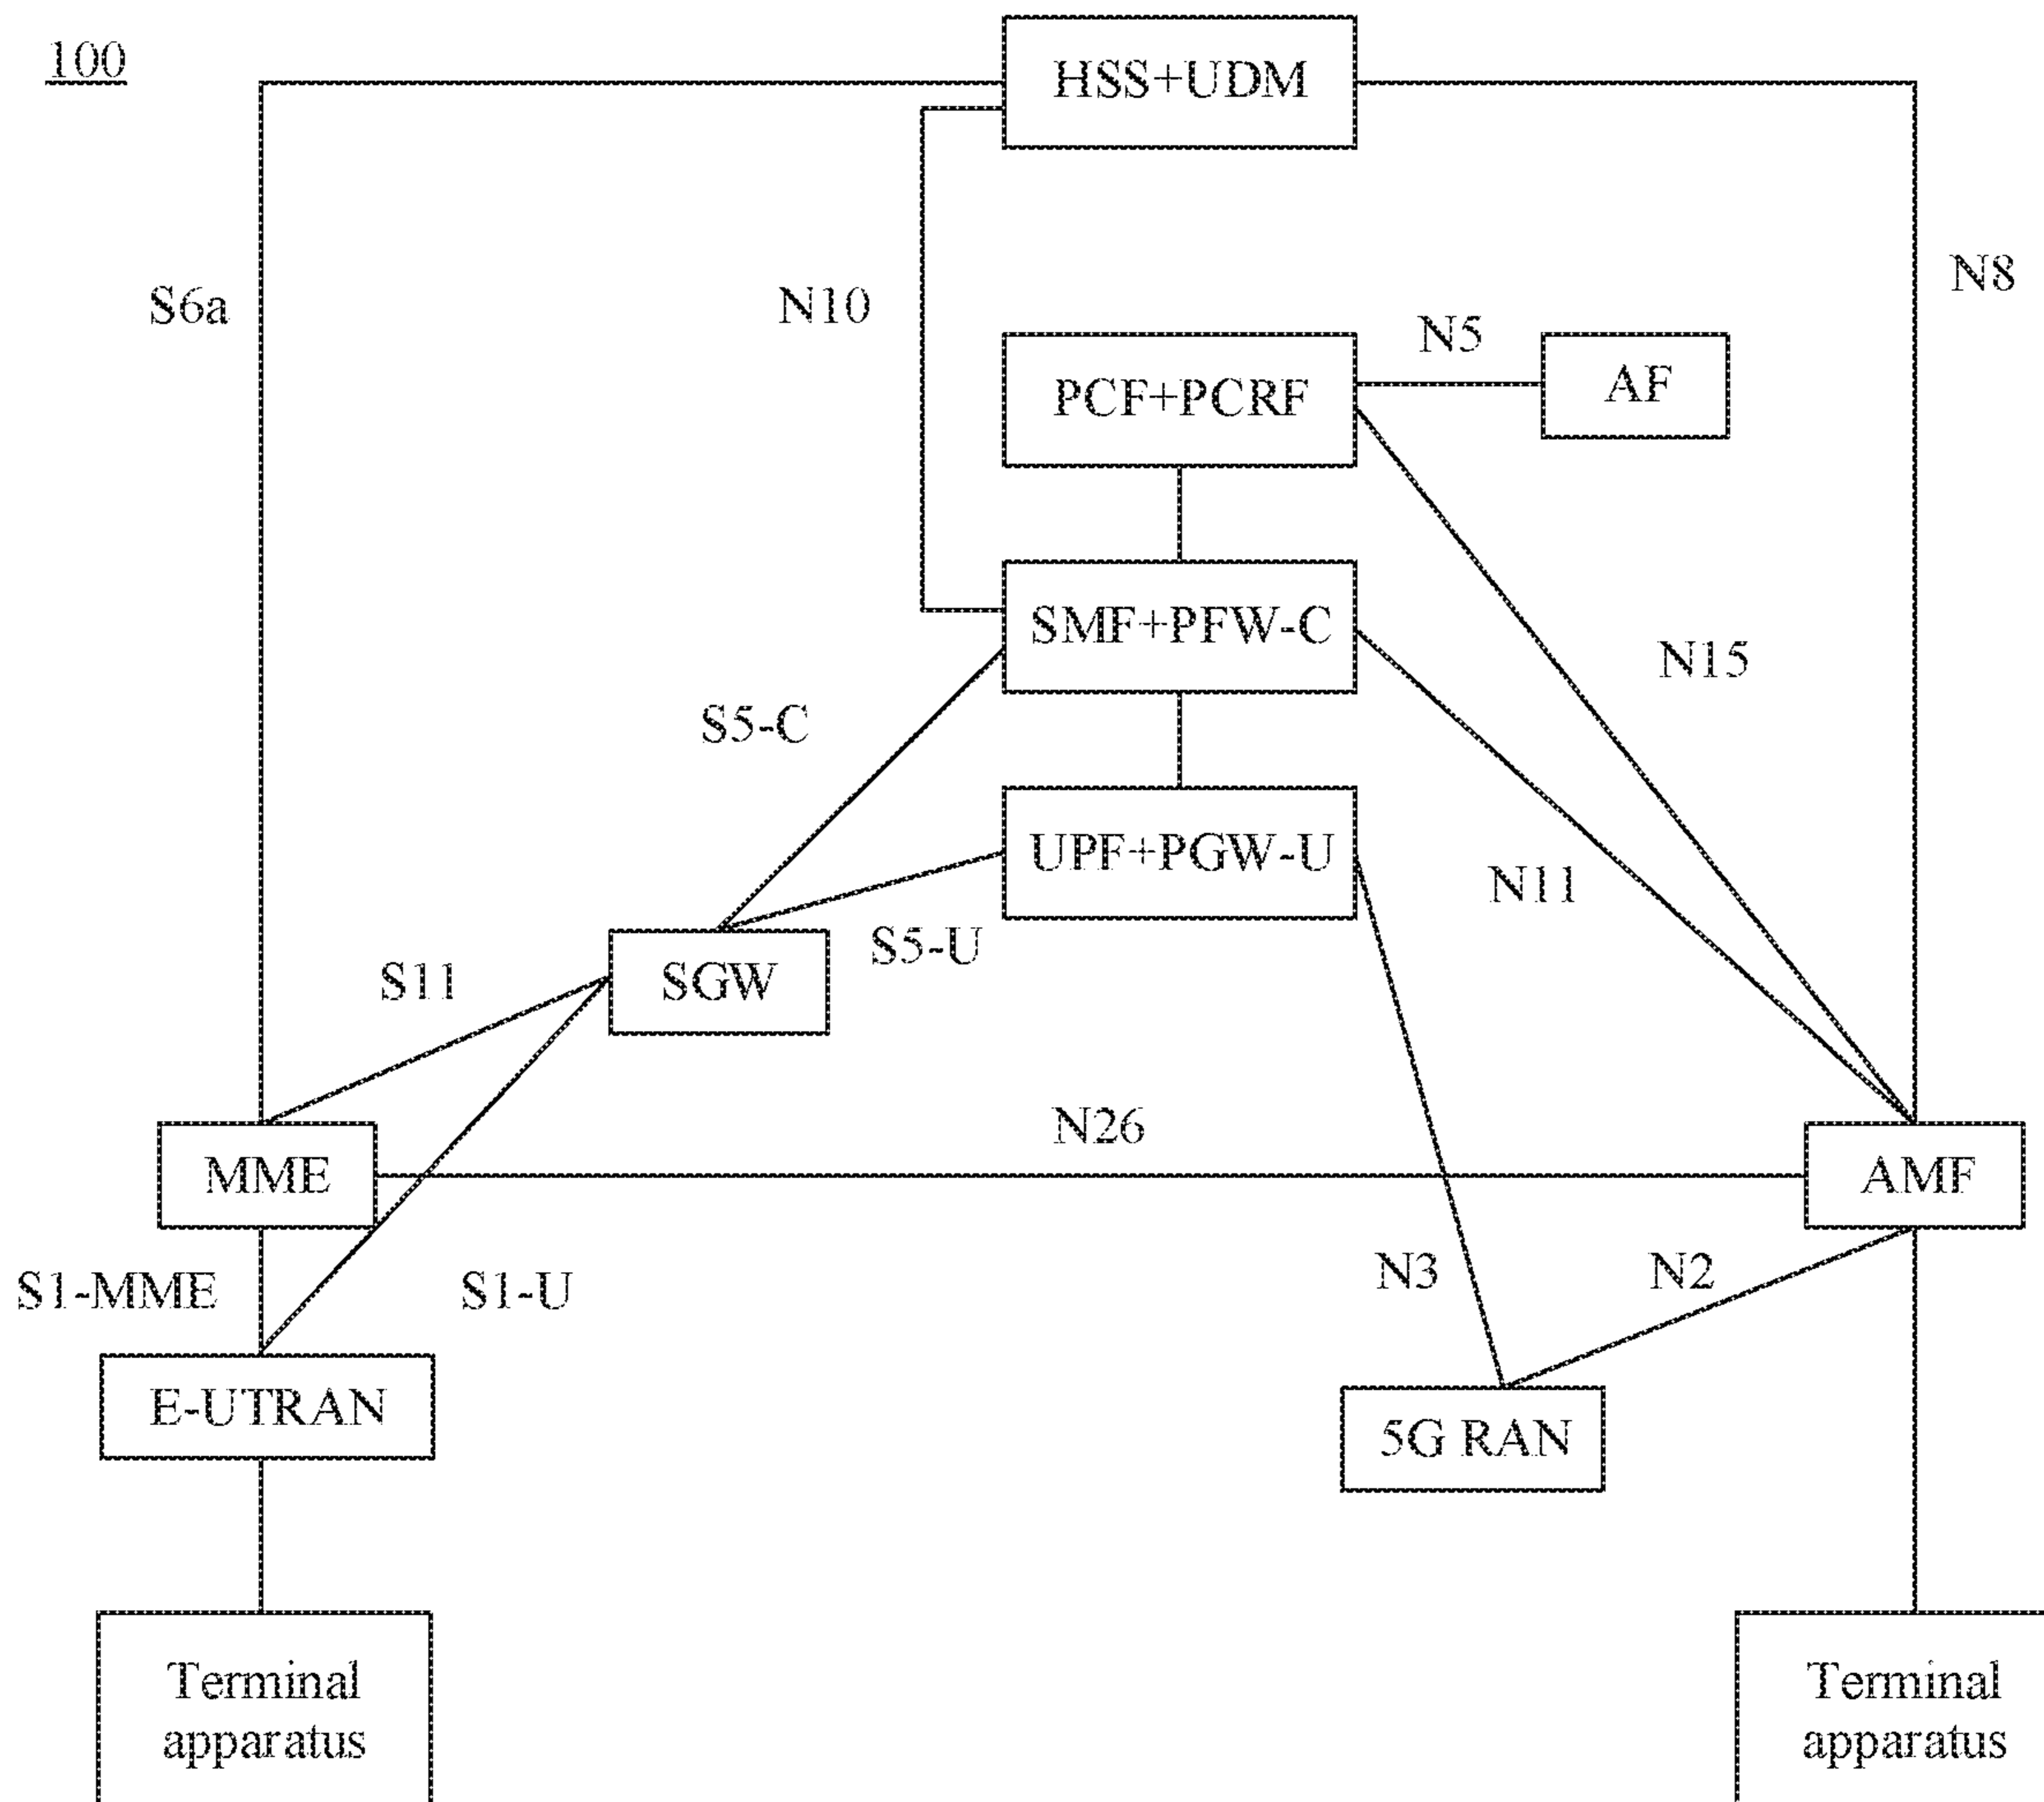 100
HSS+UDM
S6a
N10
N8
N5
PCF+PCRF
AF
SMF+PFW-C
N15
S5-C
UPF+PGW-U
N11
S5-U
S11
SGW
N26
MME
AMF
S1-MME
S1-U
N3
N2
E-UTRAN
5G RAN
Terminal
apparatus
Terminal
apparatus